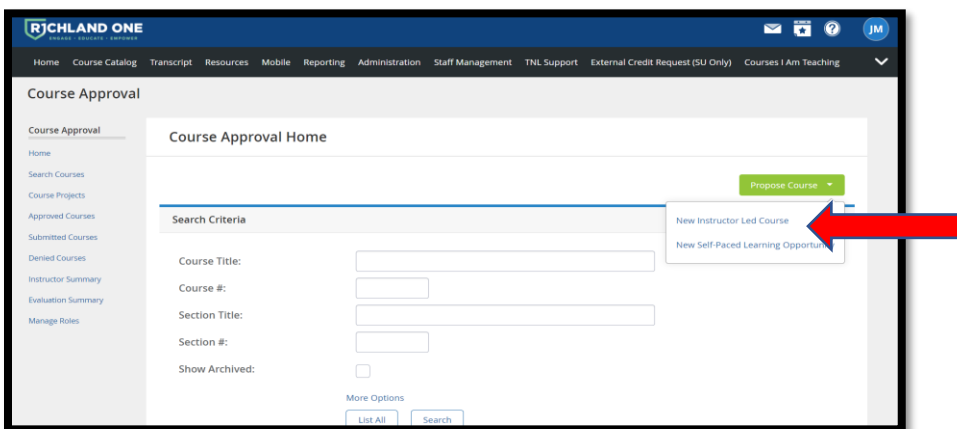 RICHLAND ONE
ENGAGE - EDUCATE - EMPOWER
JM
Home Course Catalog Transcript Resources Mobile Reporting Administration Staff Management TNL Support External Credit Request (SU Only) Courses I Am Teaching
Course Approval
Course Approval
Home
Search Courses
Course Projects
Approved Courses
Submitted Courses
Denied Courses
Instructor Summary
Evaluation Summary
Manage Roles
Course Approval Home
Propose Course
New Instructor Led Course
New Self-Paced Learning Opportunity
Search Criteria
Course Title:
Course #:
Section Title:
Section #:
Show Archived:
More Options
List All Search